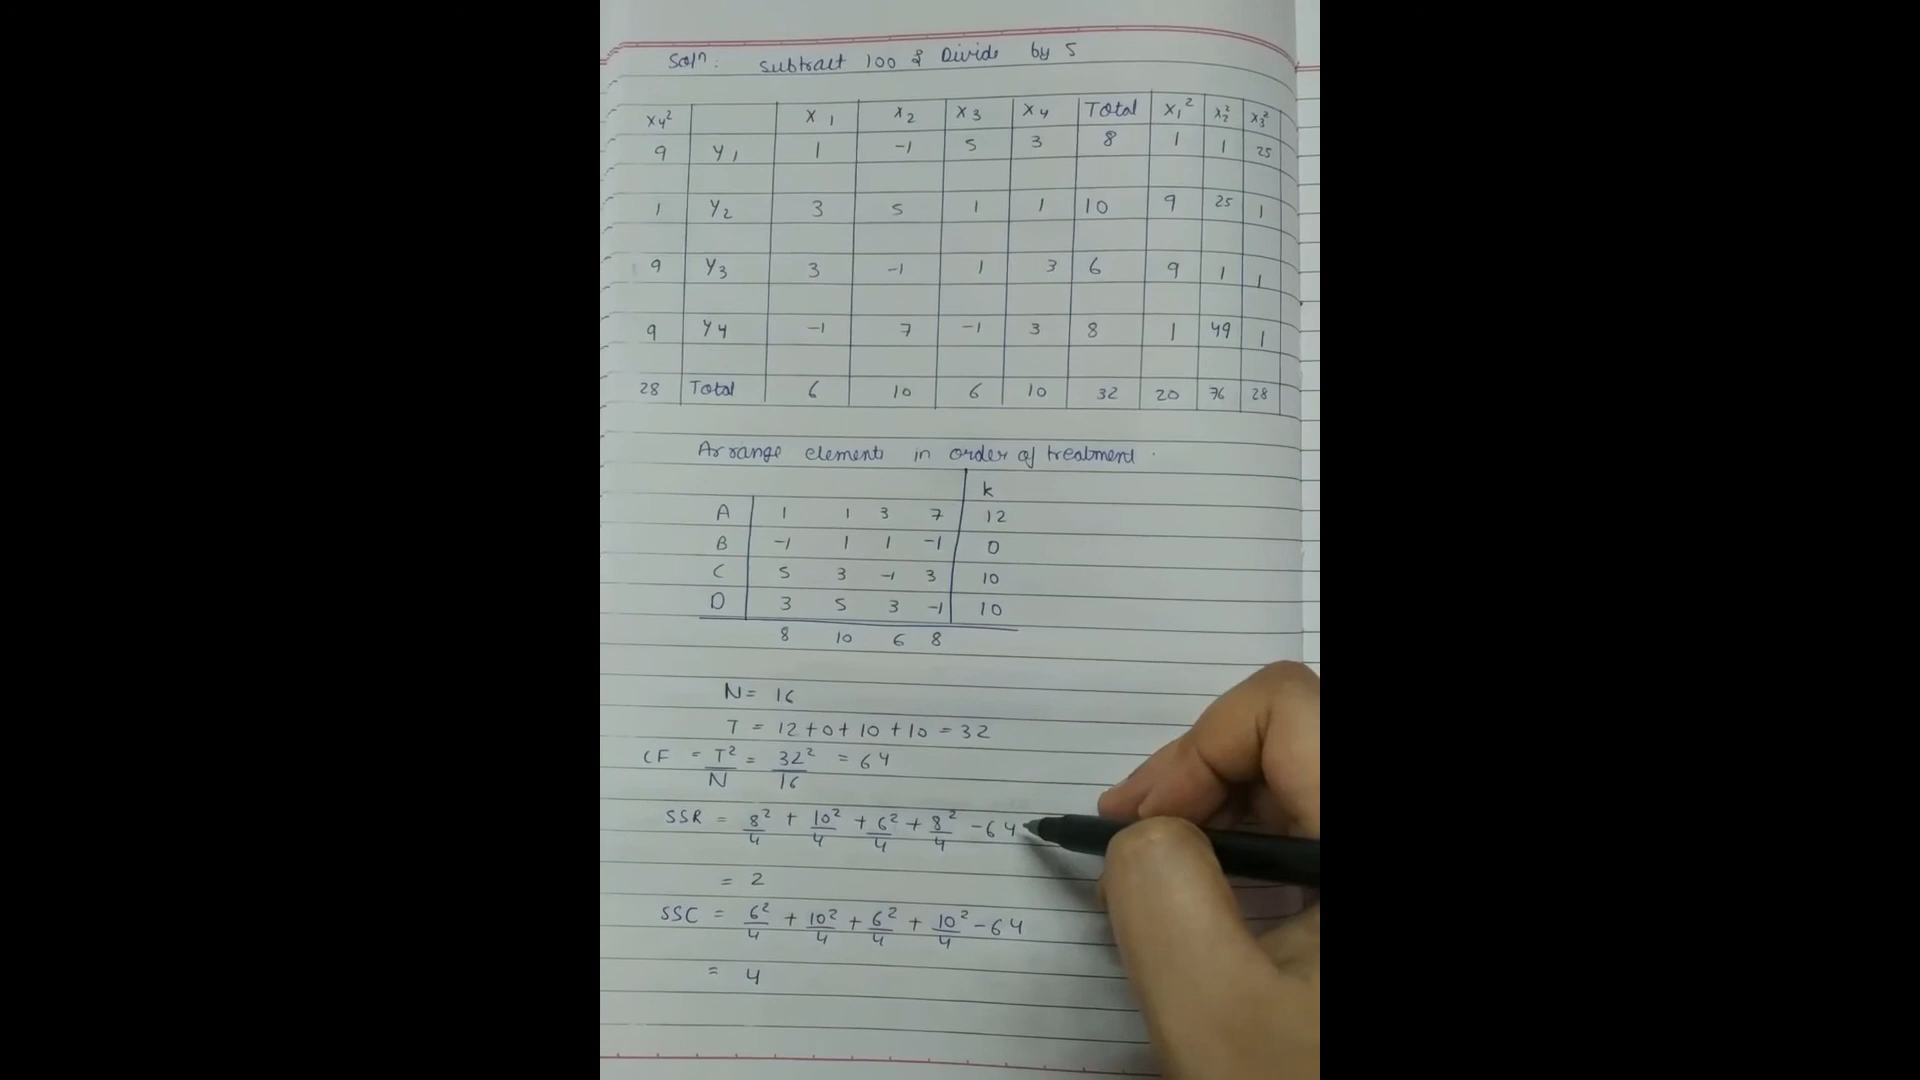 Soln: Subtract 100 & Divide by 5
X4² X1 X2 X3 X4 Total X1² X2² X3²
9 Y1 1 -1 5 3 8 1 1 25
1 Y2 3 5 1 1 10 9 25 1
9 Y3 3 -1 1 3 6 9 1 1
9 Y4 -1 7 -1 3 8 1 49 1
28 Total 6 10 6 10 32 20 76 28
Arrange elements in order of treatment.
k
A 1 1 3 7 12
B -1 1 1 -1 0
C 5 3 -1 3 10
D 3 5 3 -1 10
8 10 6 8
N = 16
T = 12+0+10+10 = 32
CF = T²/N = 32²/16 = 64
SSR = 8²/4 + 10²/4 + 6²/4 + 8²/4 - 64
= 2
SSC = 6²/4 + 10²/4 + 6²/4 + 10²/4 - 64
= 4